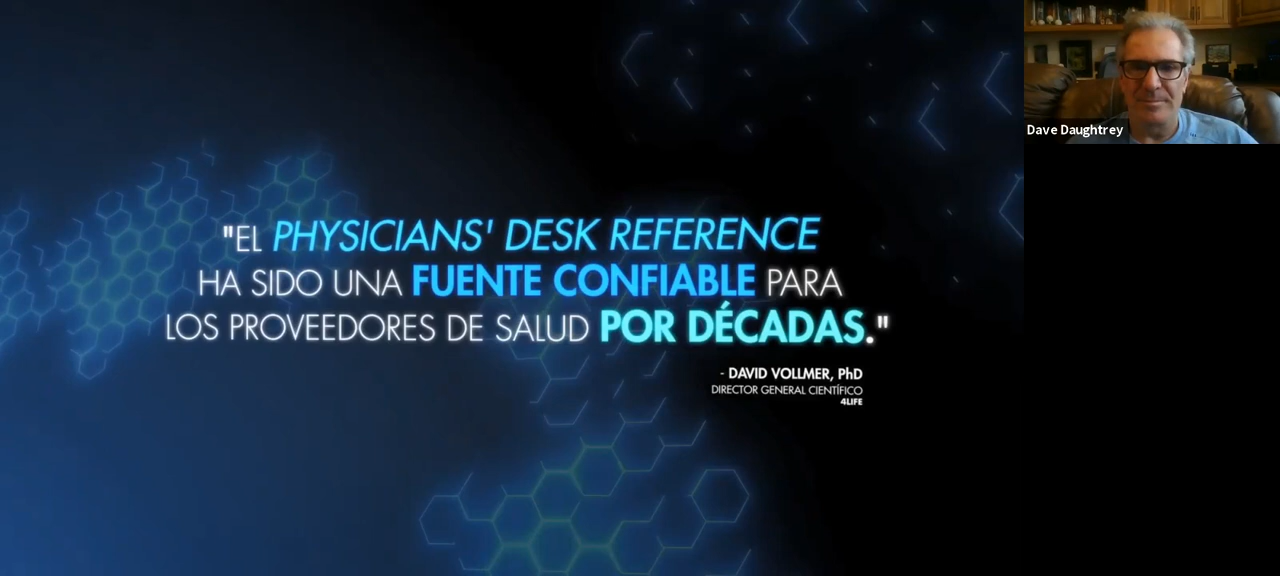 "EL PHYSICIANS' DESK REFERENCE
HA SIDO UNA FUENTE CONFIABLE PARA
LOS PROVEEDORES DE SALUD POR DÉCADAS."
- DAVID VOLLMER, PhD
DIRECTOR GENERAL CIENTÍFICO
4LIFE
Dave Daughtrey